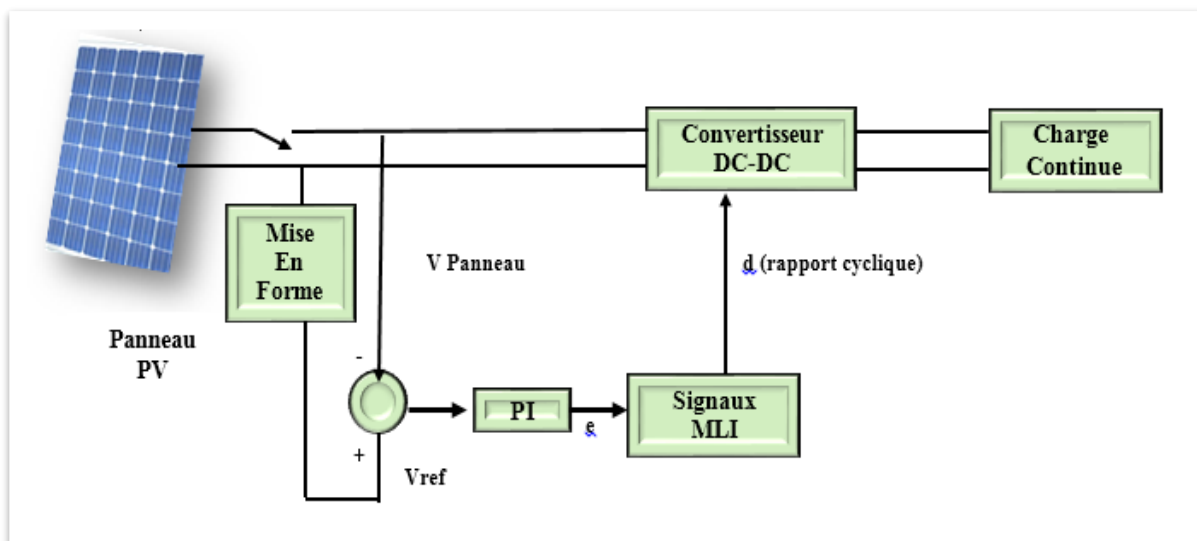 Convertisseur
DC-DC
Charge
Continue
Mise
En
Forme
V Panneau
d (rapport cyclique)
Panneau
PV
-
PI
e
Signaux
MLI
+
Vref